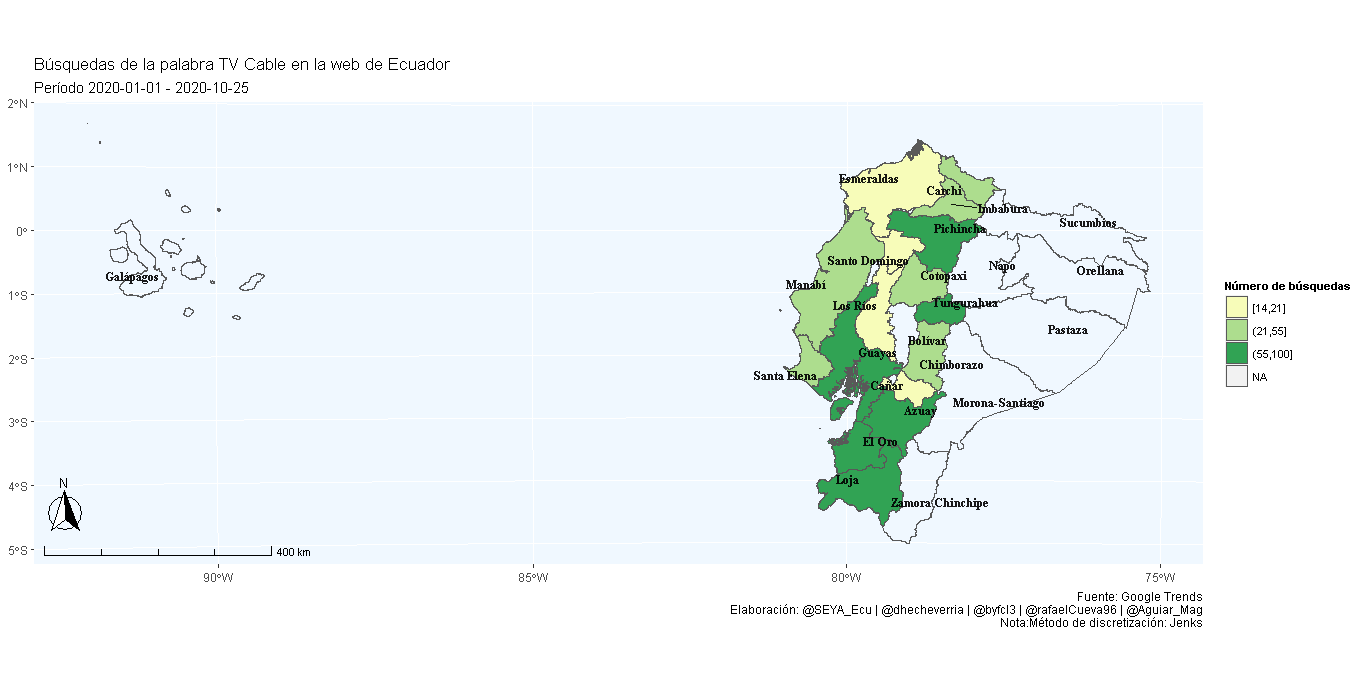 Búsquedas de la palabra TV Cable en la web de Ecuador
Período 2020-01-01 - 2020-10-25
2°N
1°N
0°
1°S
2°S
3°S
4°S
5°S
90°W
85°W
80°W
75°W
Esmeraldas
Carchi
Imbabura
Sucumbios
Pichincha
Santo Domingo
Napo
Orellana
Galápagos
Cotopaxi
Manabí
Los Ríos
Tungurahua
Pastaza
Bolívar
Guayas
Chimborazo
Santa Elena
Cañar
Morona-Santiago
Azuay
El Oro
Loja
Zamora Chinchipe
N
400 km
Número de búsquedas
[14,21]
(21,55]
(55,100]
NA
Fuente: Google Trends
Elaboración: @SEYA_Ecu | @dhecheverria | @byfcl3 | @rafaelCueva96 | @Aguiar_Mag
Nota:Método de discretización: Jenks